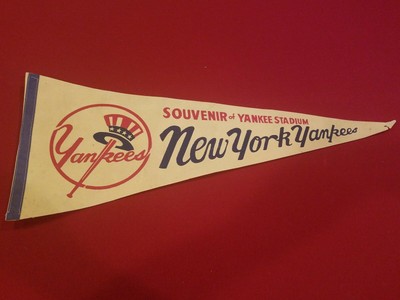 Yankees
SOUVENIR of YANKEE STADIUM
New York Yankees